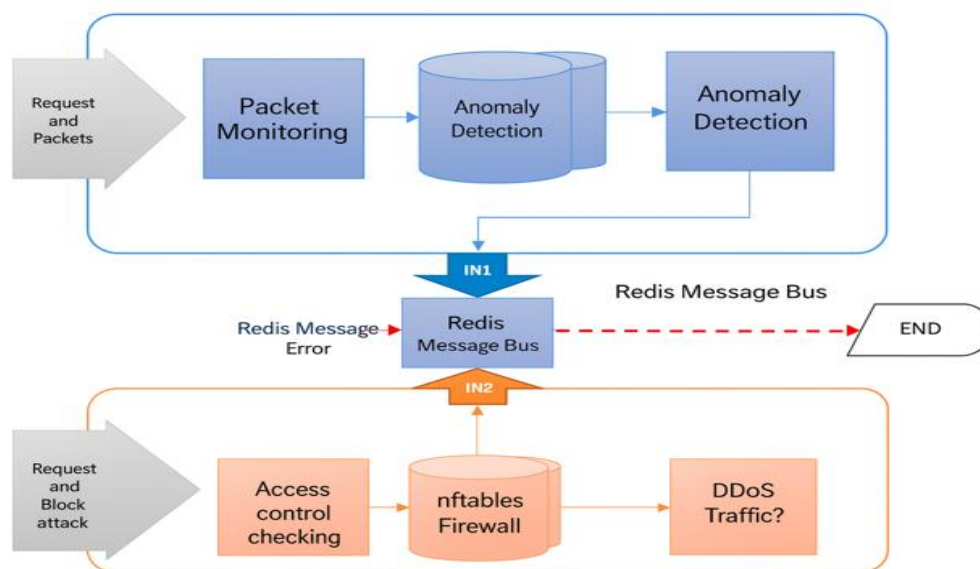 Request
and
Packets
Packet
Monitoring
Anomaly
Detection
Anomaly
Detection
IN1
Redis Message Bus
Redis Message
Error
Redis
Message Bus
END
IN2
Request
and
Block
attack
Access
control
checking
nftables
Firewall
DDoS
Traffic?